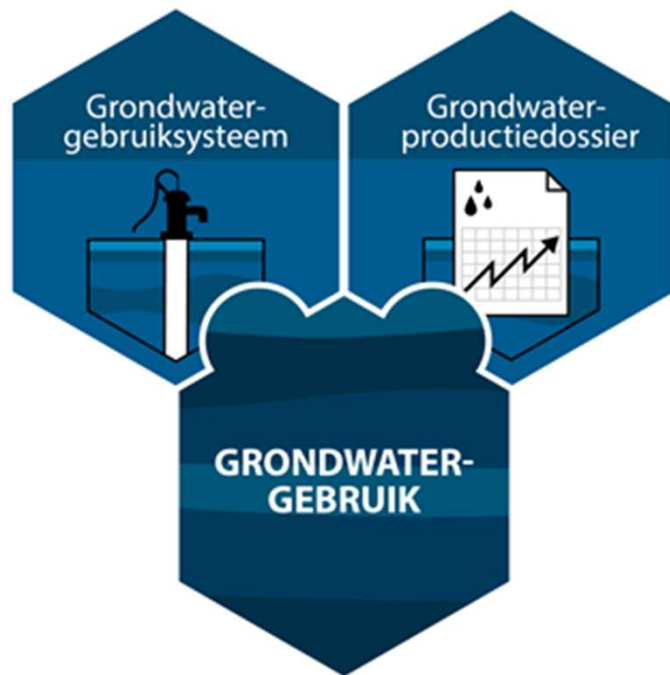 Grondwater-
gebruiksysteem
Grondwater-
productiedossier
GRONDWATER-
GEBRUIK